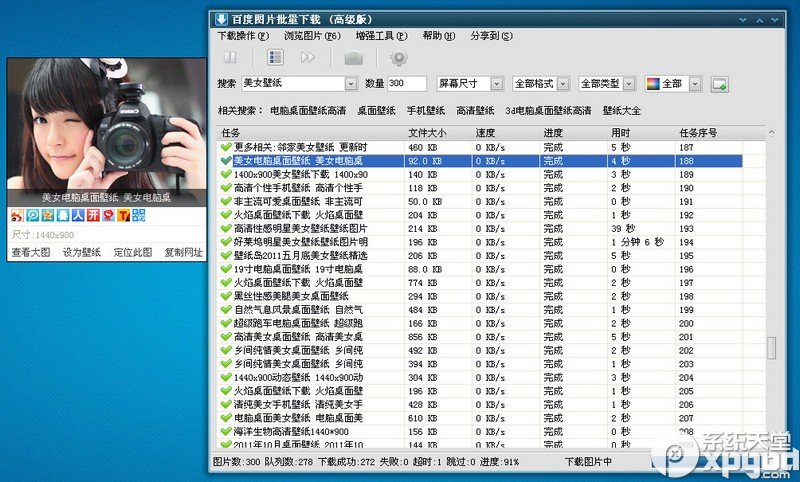 百度图片批量下载 (高级版)
下载操作(F) 浏览图片(F6) 增强工具(P) 帮助(H) 分享到(S)
搜索 美女壁纸 数量 300 屏幕尺寸 全部格式 全部类型 全部
相关搜索： 电脑桌面壁纸高清 桌面壁纸 手机壁纸 高清壁纸 3d电脑桌面壁纸高清 壁纸大全
任务 文件大小 速度 进度 用时 任务序号
更多相关:邻家美女壁纸 更新时 460 KB 0 KB/s 完成 5 秒 187
美女电脑桌面壁纸 美女电脑桌 92.0 KB 0 KB/s 完成 4 秒 188
1400x900美女壁纸下载 1400x90 140 KB 0 KB/s 完成 3 秒 189
高清个性手机壁纸 高清个性手 118 KB 0 KB/s 完成 2 秒 190
非主流可爱桌面壁纸 非主流可 50.0 KB 0 KB/s 完成 0 秒 191
火焰桌面壁纸下载 火焰桌面壁 204 KB 0 KB/s 完成 1 秒 192
高清性感明星美女壁纸壁纸图片 214 KB 0 KB/s 完成 39 秒 193
好莱坞明星美女壁纸壁纸图片明 196 KB 0 KB/s 完成 1 分钟 6 秒 194
壁纸岛2011五月底美女壁纸精选 206 KB 0 KB/s 完成 5 秒 195
19寸电脑桌面壁纸 19寸电脑桌 88.0 KB 0 KB/s 完成 0 秒 196
火焰桌面壁纸下载 火焰桌面壁 774 KB 0 KB/s 完成 2 秒 197
黑丝性感美腿美女桌面壁纸 294 KB 0 KB/s 完成 2 秒 198
自然气息风景桌面壁纸 自然气 484 KB 0 KB/s 完成 1 秒 199
超级跑车电脑桌面壁纸 超级跑 166 KB 0 KB/s 完成 2 秒 200
高清美女桌面壁纸 高清美女桌 856 KB 0 KB/s 完成 5 秒 201
乡间纯情美女桌面壁纸 乡间纯 492 KB 0 KB/s 完成 3 秒 202
乡间纯情美女桌面壁纸 乡间纯 394 KB 0 KB/s 完成 1 秒 203
1440x900动态壁纸 1440x900动 304 KB 0 KB/s 完成 2 秒 204
火焰桌面壁纸下载 火焰桌面壁 196 KB 0 KB/s 完成 5 秒 205
渚纯美女手机壁纸 渚纯美女手 428 KB 0 KB/s 完成 1 秒 206
电脑桌面美女壁纸 电脑桌面美 610 KB 0 KB/s 完成 2 秒 207
海洋生物高清壁纸1440*900 156 KB 0 KB/s 完成 0 秒
2011年10月桌面壁纸 2011年10 144 KB 0 KB/s 完成
图片数:300 队列数:278 下载成功:272 失败:0 超时:1 跳过:0 进度:91% 下载图片中
Canon
美女电脑桌面壁纸 美女电脑桌
尺寸:1440x900
查看大图 设为壁纸 定位此图 复制网址
系统天堂
xpgod